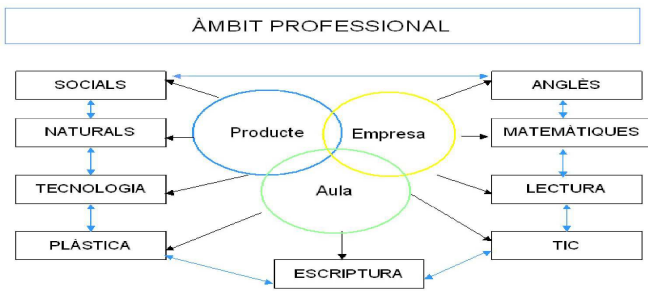 ÀMBIT PROFESSIONAL
SOCIALS
ANGLÈS
NATURALS
Producte
Empresa
MATEMÀTIQUES
TECNOLOGIA
Aula
LECTURA
PLÀSTICA
TIC
ESCRIPTURA